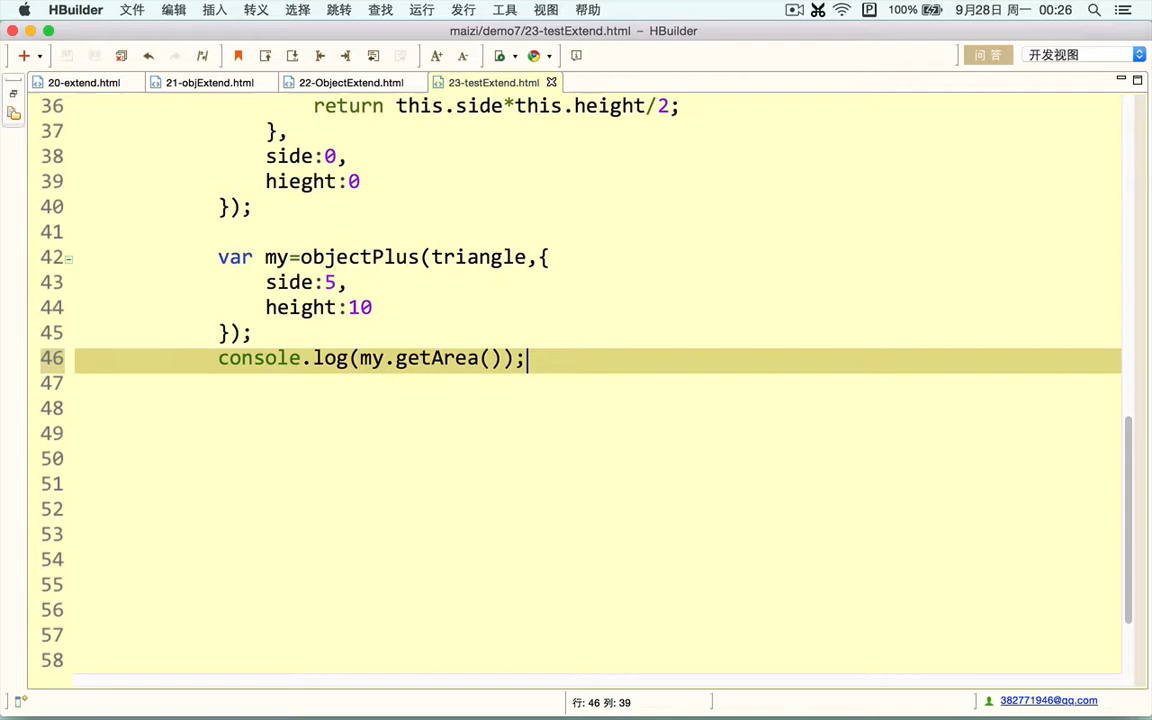 HBuilder 文件 编辑 插入 转义 选择 跳转 查找 运行 发行 工具 视图 帮助 P 100% 9月28日 周一 00:26
maizi/demo7/23-testExtend.html – HBuilder
A+ A- 问 答 开发视图
20-extend.html 21-objExtend.html 22-ObjectExtend.html 23-testExtend.html
36 return this.side*this.height/2;
37 },
38 side:0,
39 hieght:0
40 });
41
42 var my=objectPlus(triangle,{
43 side:5,
44 height:10
45 });
46 console.log(my.getArea());
47
48
49
50
51
52
53
54
55
56
57
58
行: 46 列: 39
382771946@qq.com